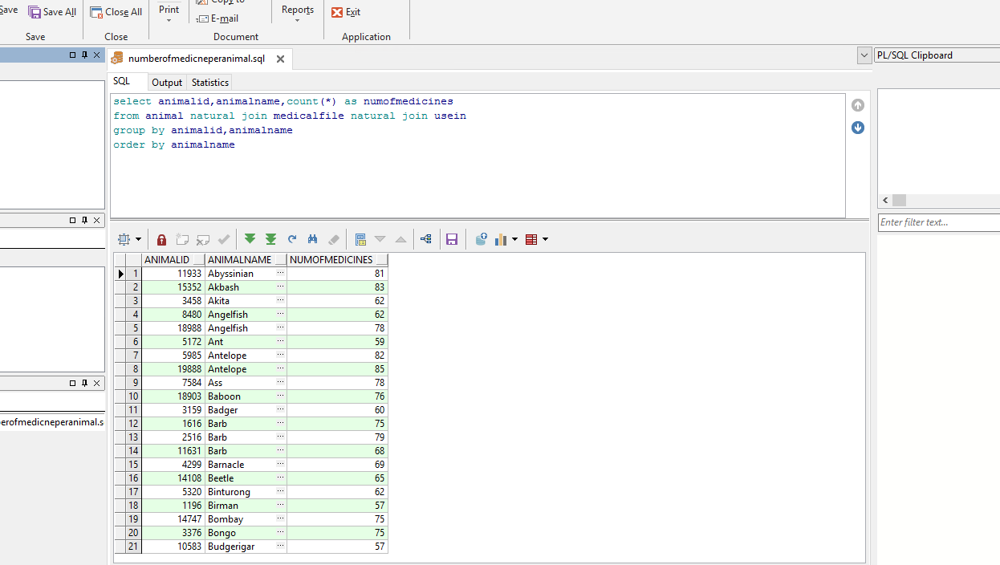 Save
Save All
Close All
Print
Copy to
E-mail
Reports
Exit
Save
Close
Document
Application
numberofmedicneperanimal.sql
PL/SQL Clipboard
SQL
Output
Statistics
select animalid,animalname,count(*) as numofmedicines
from animal natural join medicalfile natural join usein
group by animalid,animalname
order by animalname
Enter filter text...
ANIMALID ANIMALNAME NUMOFMEDICINES
1 11933 Abyssinian ... 81
2 15352 Akbash ... 83
3 3458 Akita ... 62
4 8480 Angelfish ... 62
5 18988 Angelfish ... 78
6 5172 Ant ... 59
7 5985 Antelope ... 82
8 19888 Antelope ... 85
9 7584 Ass ... 78
10 18903 Baboon ... 76
11 3159 Badger ... 60
12 1616 Barb ... 75
13 2516 Barb ... 79
14 11631 Barb ... 68
15 4299 Barnacle ... 69
16 14108 Beetle ... 65
17 5320 Binturong ... 62
18 1196 Birman ... 57
19 14747 Bombay ... 75
20 3376 Bongo ... 75
21 10583 Budgerigar ... 57
erofmedicneperanimal.s